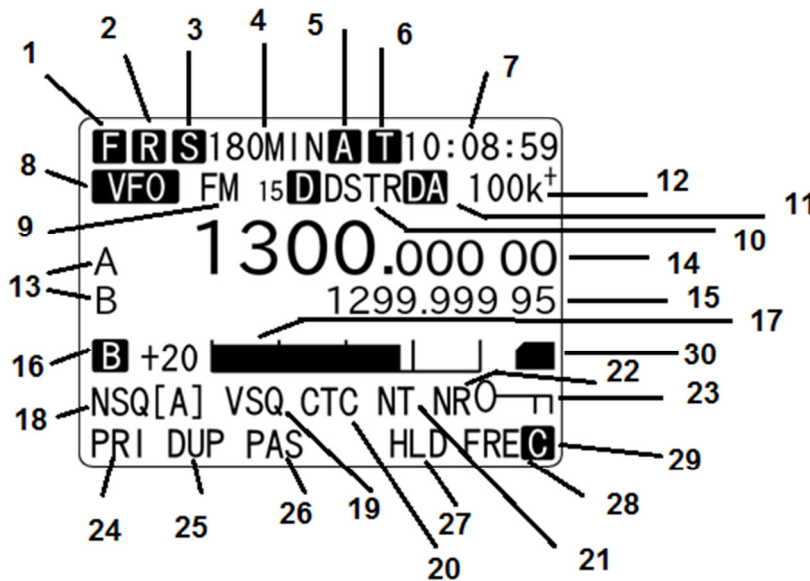 1 2 3 4 5 6 7
F R S 180MIN A T 10:08:59
8 VFO FM 15 D DSTR DA 100k+ 12 11
9 10
13 A 1300.000 00 14
B 1299.999 95 15
17
16 B +20 30
22
18 NSQ[A] VSQ CTC NT NR 23
PRI DUP PAS HLD FRE C 29
24 25 26 19 20 27 21 28